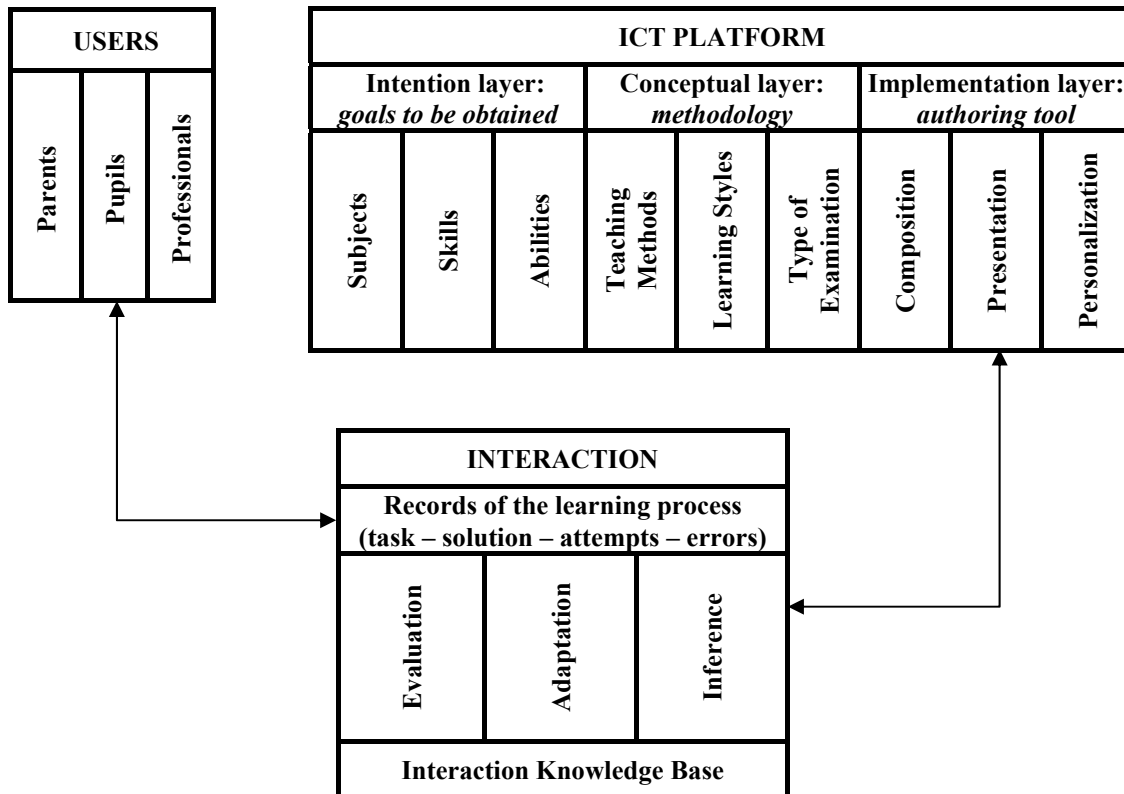 USERS
Parents
Pupils
Professionals
ICT PLATFORM
Intention layer:
goals to be obtained
Conceptual layer:
methodology
Implementation layer:
authoring tool
Subjects
Skills
Abilities
Teaching
Methods
Learning Styles
Type of
Examination
Composition
Presentation
Personalization
INTERACTION
Records of the learning process
(task – solution – attempts – errors)
Evaluation
Adaptation
Inference
Interaction Knowledge Base